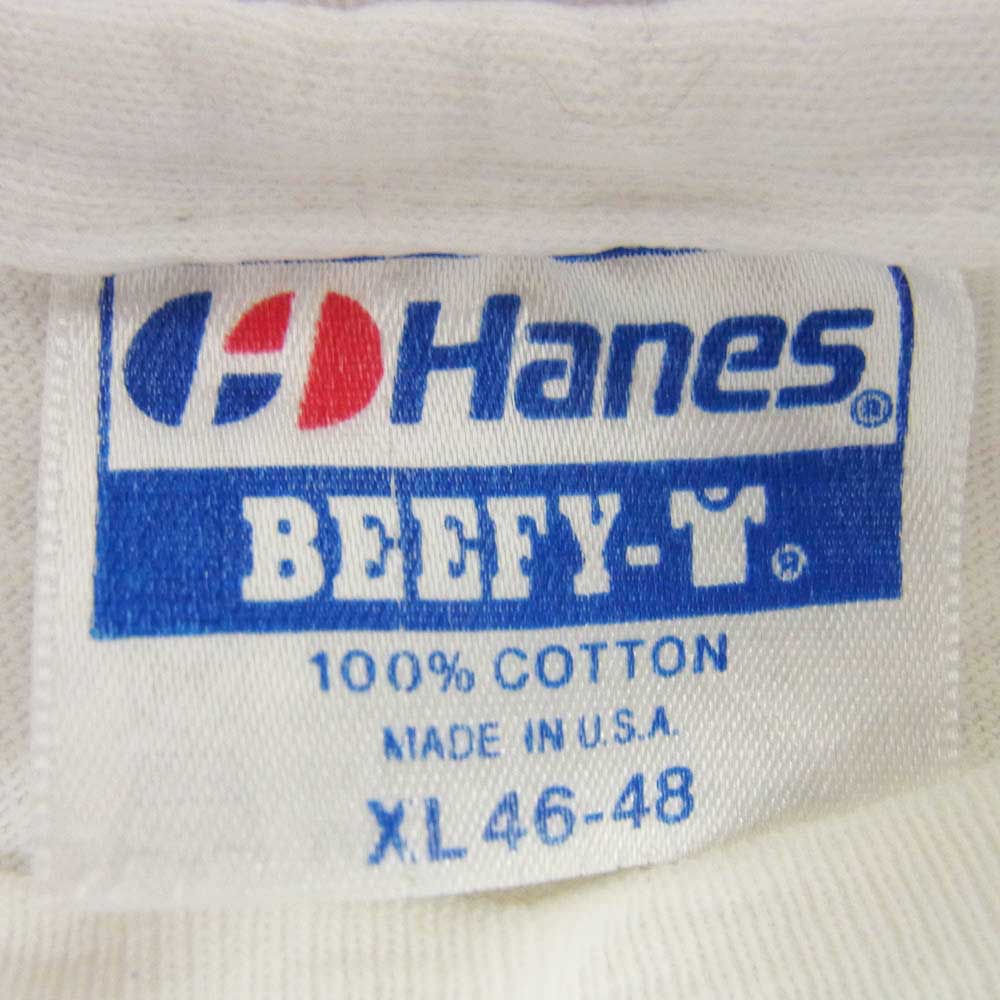 Hanes®
BEEFY-T®
100% COTTON
MADE IN U.S.A.
XL 46-48